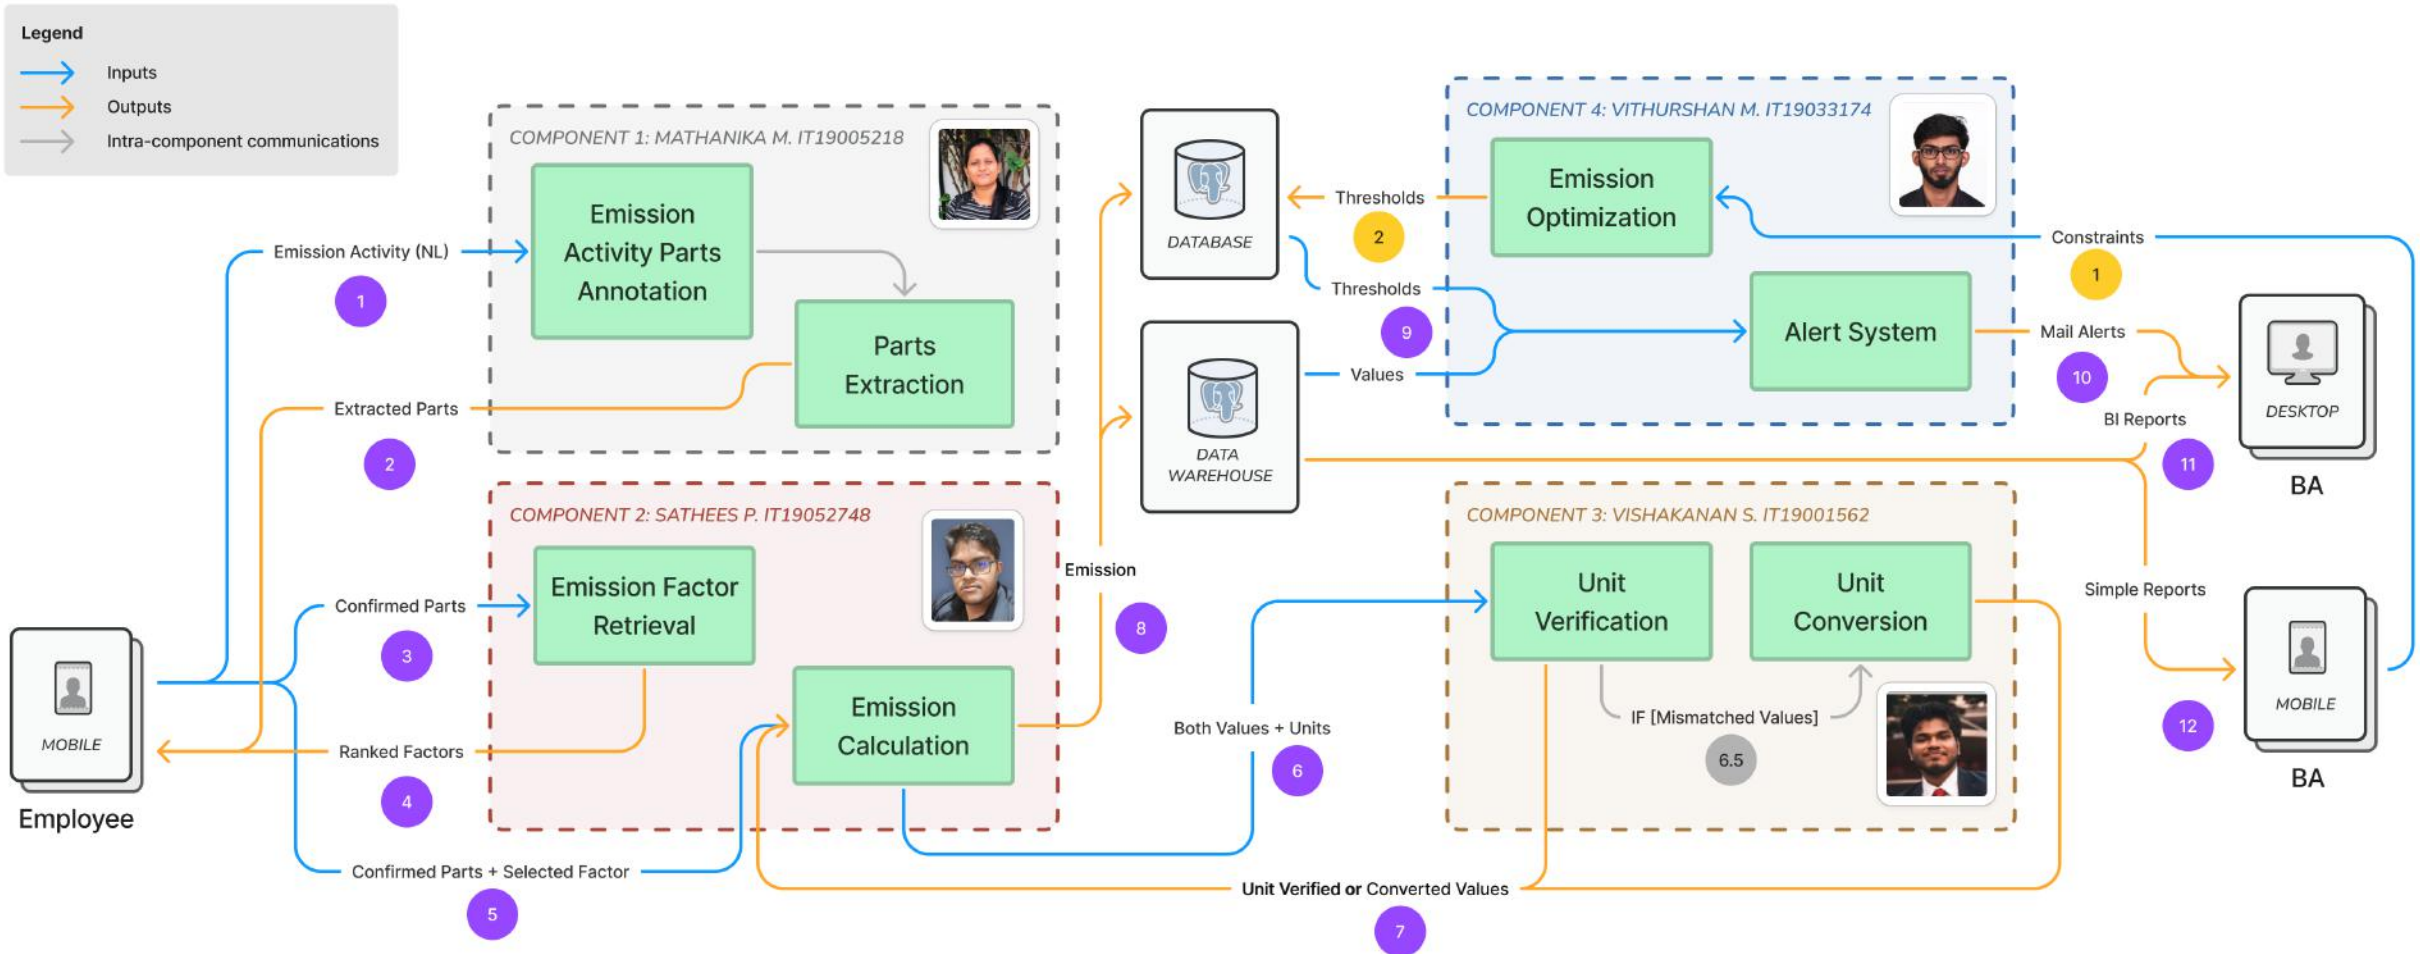 Legend
Inputs
Outputs
Intra-component communications
COMPONENT 1: MATHANIKA M. IT19005218
Emission
Activity Parts
Annotation
Parts
Extraction
Emission Activity (NL)
1
Extracted Parts
2
COMPONENT 2: SATHEES P. IT19052748
Emission Factor
Retrieval
Emission
Calculation
Confirmed Parts
3
Ranked Factors
4
Confirmed Parts + Selected Factor
5
MOBILE
Employee
DATABASE
DATA
WAREHOUSE
Emission
8
Both Values + Units
6
Unit Verified or Converted Values
7
COMPONENT 4: VITHURSHAN M. IT19033174
Emission
Optimization
Alert System
Thresholds
2
Thresholds
9
Values
Constraints
1
Mail Alerts
10
BI Reports
11
DESKTOP
BA
COMPONENT 3: VISHAKANAN S. IT19001562
Unit
Verification
Unit
Conversion
IF [Mismatched Values]
6.5
Simple Reports
12
MOBILE
BA